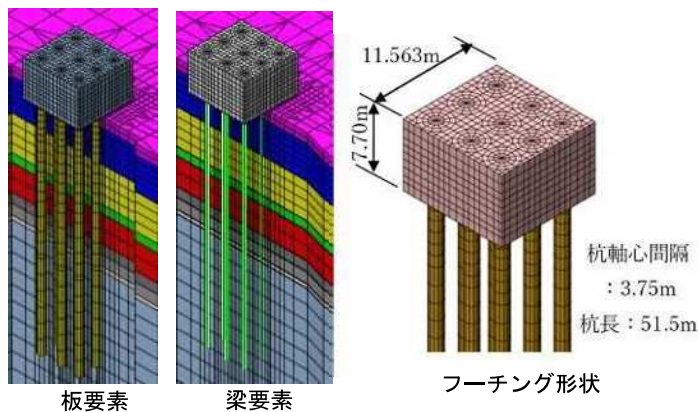 11.563m
7.70m
杭軸心間隔
：3.75m
杭長：51.5m
板要素
梁要素
フーチング形状